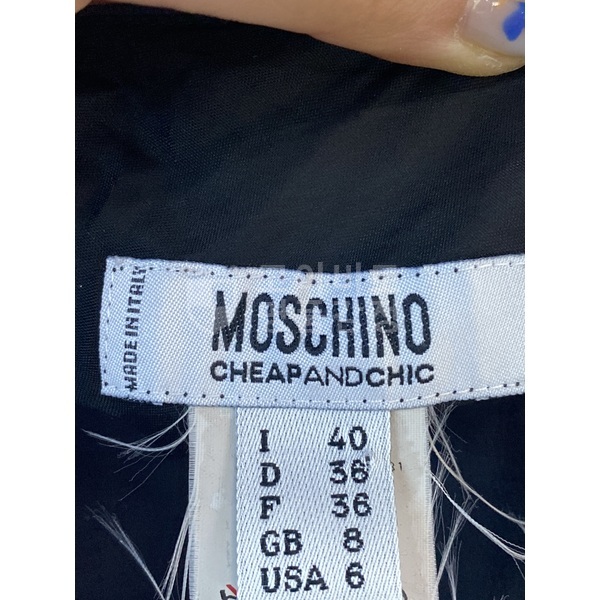 MADE IN ITALY
MOSCHINO
CHEAPANDCHIC
I 40
D 36
F 36
GB 8
USA 6